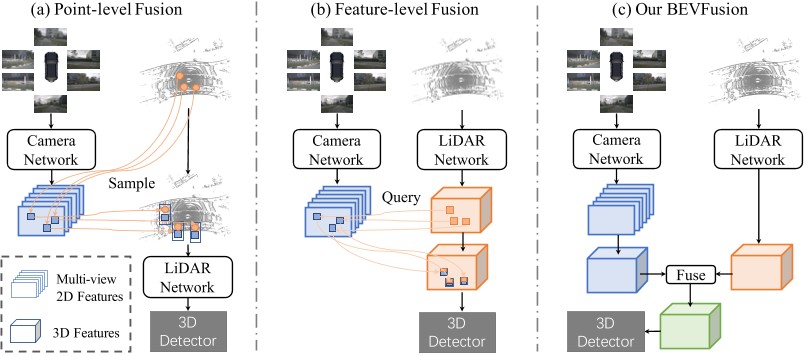 (a) Point-level Fusion
Camera
Network
Sample
LiDAR
Network
3D
Detector
Multi-view
2D Features
3D Features
(b) Feature-level Fusion
Camera
Network
LiDAR
Network
Query
3D
Detector
(c) Our BEVFusion
Camera
Network
LiDAR
Network
Fuse
3D
Detector